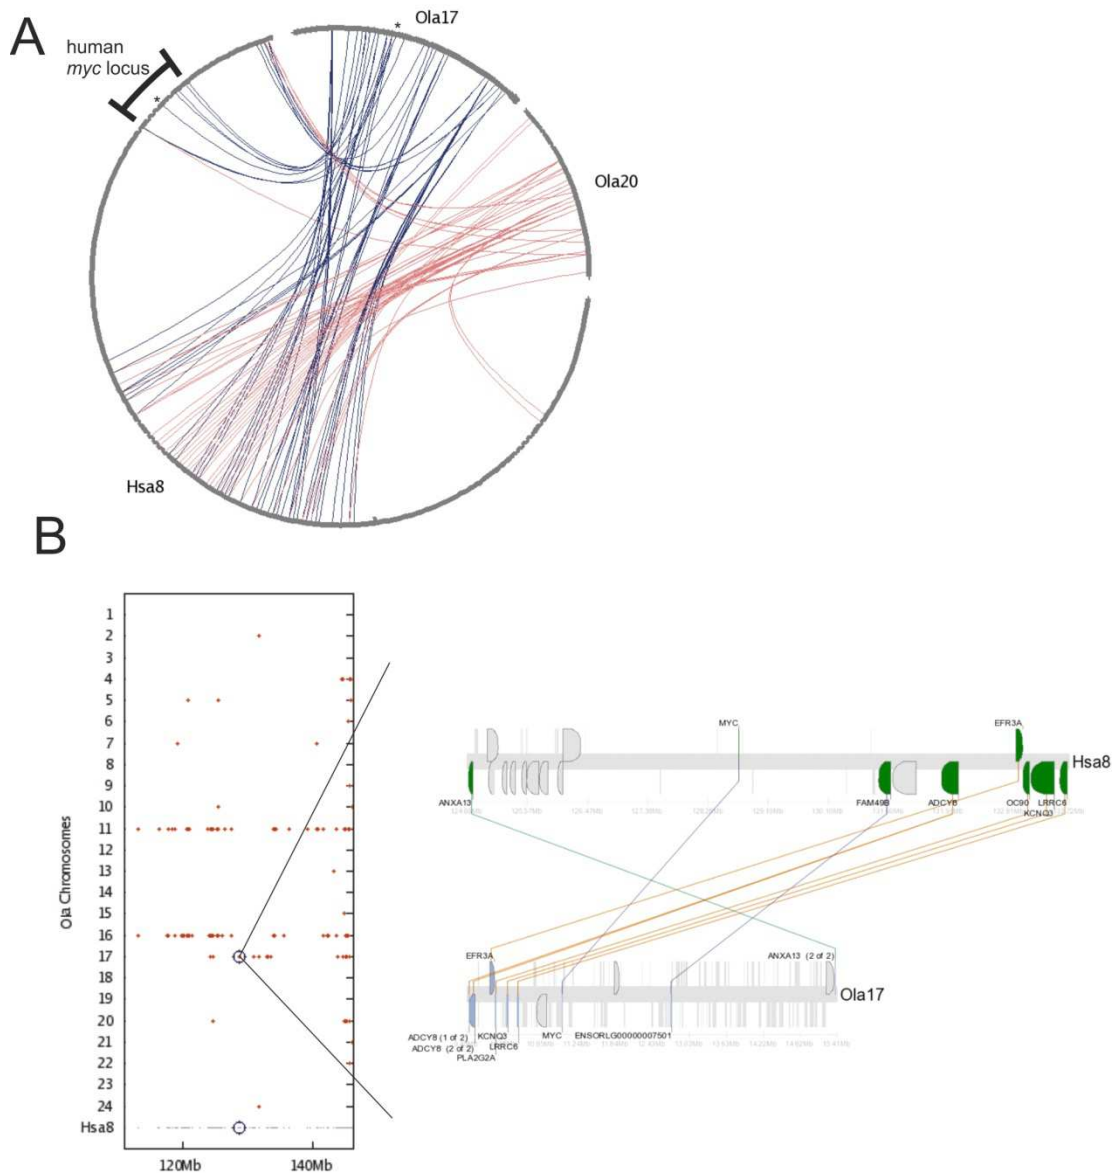 A
human
myc locus
*
*
Ola17
Ola20
Hsa8
B
Ola Chromosomes
1
2
3
4
5
6
7
8
9
10
11
12
13
14
15
16
17
18
19
20
21
22
23
24
Hsa8
120Mb
140Mb
MYC
EFR3A
Hsa8
ANXA13
FAM49B
ADCY8
OC90
LRRC6
KCNQ3
EFR3A
ANXA13 (2 of 2)
Ola17
ADCY8 (1 of 2)
KCNQ3
MYC
ENSORLG00000007501
ADCY8 (2 of 2)
LRRC6
PLA2G2A